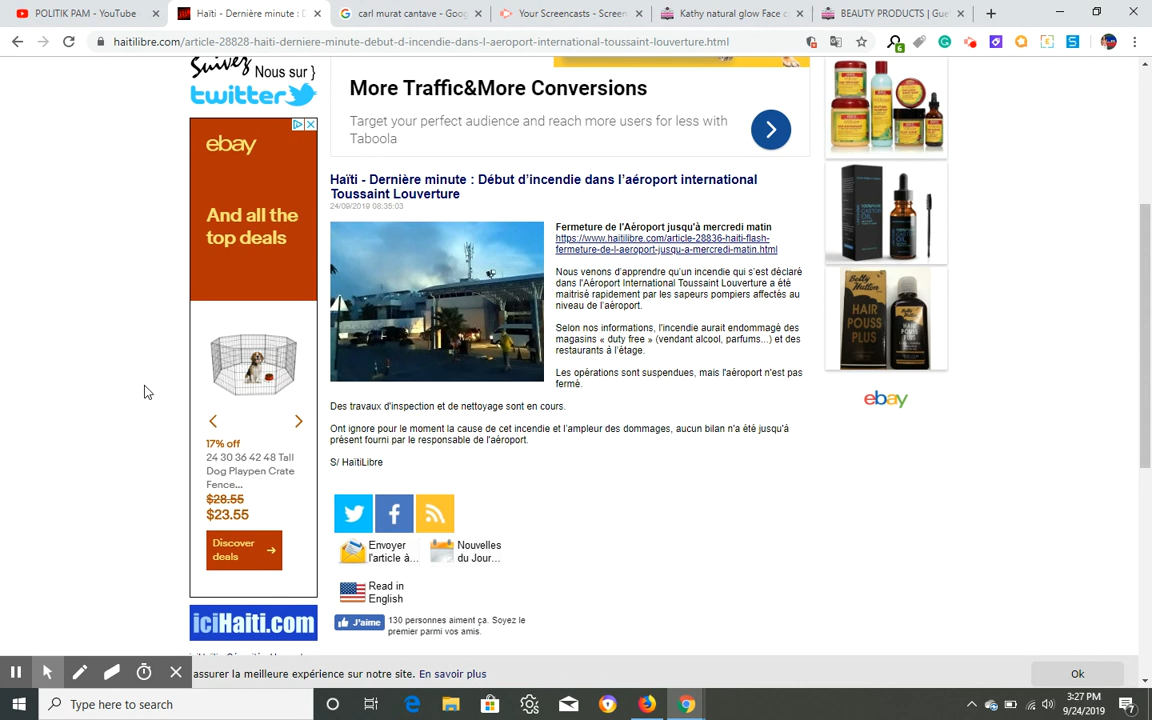 POLITIK PAM - YouTube
Haïti - Dernière minute : D
carl murat cantave - Goog
Your Screencasts - Screen
Kathy natural glow Face c
BEAUTY PRODUCTS | Gue
haitilibre.com/article-28828-haiti-derniere-minute-debut-d-incendie-dans-l-aeroport-international-toussaint-louverture.html
6
Suivez Nous sur }
twitter
ebay
And all the
top deals
17% off
24 30 36 42 48 Tall
Dog Playpen Crate
Fence...
$28.55
$23.55
Discover
deals
iciHaiti.com
More Traffic&More Conversions
Target your perfect audience and reach more users for less with
Taboola
Haïti - Dernière minute : Début d'incendie dans l'aéroport international
Toussaint Louverture
24/09/2019 08:35:03
Fermeture de l'Aéroport jusqu'à mercredi matin
https://www.haitilibre.com/article-28836-haiti-flash-
fermeture-de-l-aeroport-jusqu-a-mercredi-matin.html
Nous venons d'apprendre qu'un incendie qui s'est déclaré
dans l'Aéroport International Toussaint Louverture a été
maitrisé rapidement par les sapeurs pompiers affectés au
niveau de l'aéroport.
Selon nos informations, l'incendie aurait endommagé des
magasins « duty free » (vendant alcool, parfums...) et des
restaurants à l'étage.
Les opérations sont suspendues, mais l'aéroport n'est pas
fermé.
Des travaux d'inspection et de nettoyage sont en cours.
Ont ignore pour le moment la cause de cet incendie et l'ampleur des dommages, aucun bilan n'a été jusqu'à
présent fourni par le responsable de l'aéroport.
S/ HaïtiLibre
Envoyer
l'article à...
Nouvelles
du Jour...
Read in
English
J'aime
130 personnes aiment ça. Soyez le
premier parmi vos amis.
Betty
Hutton
HAIR
POUSS
PLUS
HAIR
POUSS
PLUS
ebay
assurer la meilleure expérience sur notre site. En savoir plus
Ok
Type here to search
3:27 PM
9/24/2019
7